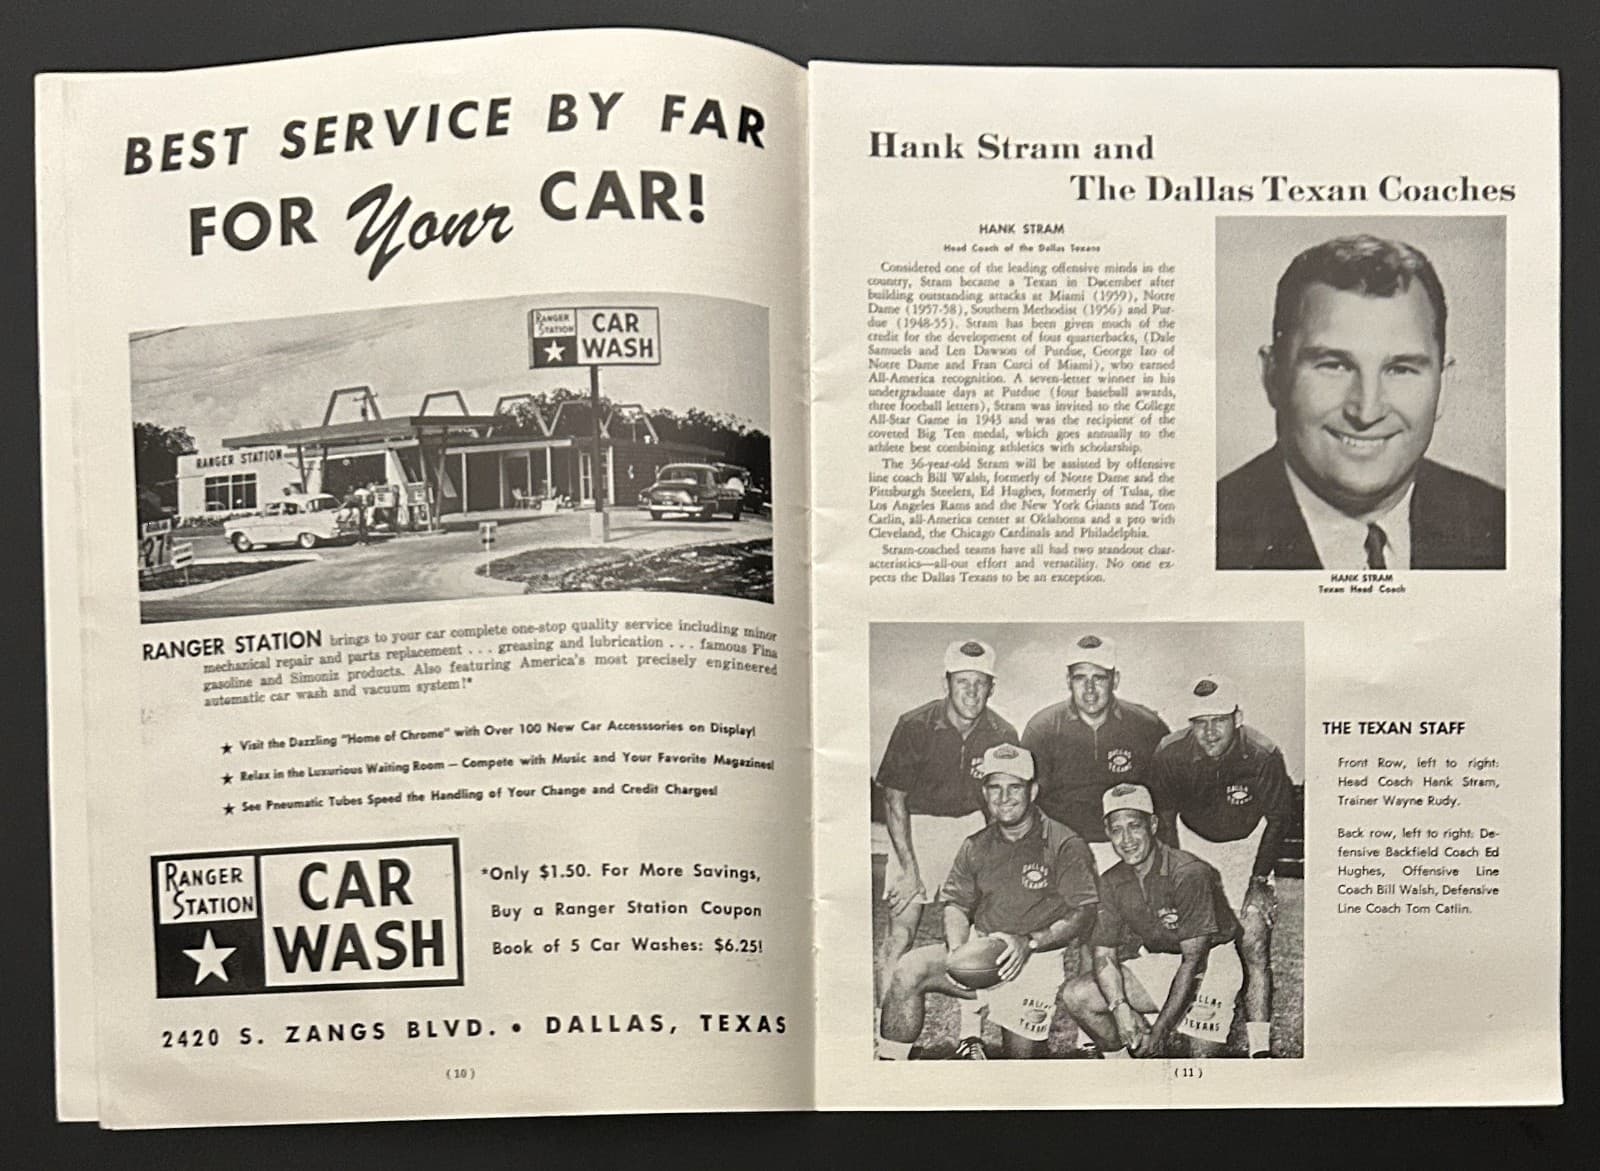 BEST SERVICE BY FAR
FOR Your CAR!
RANGER
STATION
CAR
WASH
RANGER STATION
27
RANGER STATION brings to your car complete one-stop quality service including minor
mechanical repair and parts replacement . . . greasing and lubrication . . . famous Fina
gasoline and Simoniz products. Also featuring America's most precisely engineered
automatic car wash and vacuum system!*
★ Visit the Dazzling "Home of Chrome" with Over 100 New Car Accesssories on Display!
★ Relax in the Luxurious Waiting Room — Compete with Music and Your Favorite Magazines!
★ See Pneumatic Tubes Speed the Handling of Your Change and Credit Charges!
RANGER
STATION
CAR
WASH
*Only $1.50. For More Savings,
Buy a Ranger Station Coupon
Book of 5 Car Washes: $6.25!
2420 S. ZANGS BLVD. • DALLAS, TEXAS
(10)
Hank Stram and
The Dallas Texan Coaches
HANK STRAM
Head Coach of the Dallas Texans
Considered one of the leading offensive minds in the
country, Stram became a Texan in December after
building outstanding attacks at Miami (1959), Notre
Dame (1957-58), Southern Methodist (1956) and Pur-
due (1948-55). Stram has been given much of the
credit for the development of four quarterbacks, (Dale
Samuels and Len Dawson of Purdue, George Izo of
Notre Dame and Fran Curci of Miami), who earned
All-America recognition. A seven-letter winner in his
undergraduate days at Purdue (four baseball awards,
three football letters), Stram was invited to the College
All-Star Game in 1943 and was the recipient of the
coveted Big Ten medal, which goes annually to the
athlete best combining athletics with scholarship.
The 36-year-old Stram will be assisted by offensive
line coach Bill Walsh, formerly of Notre Dame and the
Pittsburgh Steelers, Ed Hughes, formerly of Tulsa, the
Los Angeles Rams and the New York Giants and Tom
Catlin, all-America center at Oklahoma and a pro with
Cleveland, the Chicago Cardinals and Philadelphia.
Stram-coached teams have all had two standout char-
acteristics—all-out effort and versatility. No one ex-
pects the Dallas Texans to be an exception.
HANK STRAM
Texan Head Coach
DALLAS
TEXANS
DALLAS
TEXANS
DALLAS
TEXANS
DALLAS
TEXANS
THE TEXAN STAFF
Front Row, left to right:
Head Coach Hank Stram,
Trainer Wayne Rudy.
Back row, left to right: De-
fensive Backfield Coach Ed
Hughes, Offensive Line
Coach Bill Walsh, Defensive
Line Coach Tom Catlin.
(11)